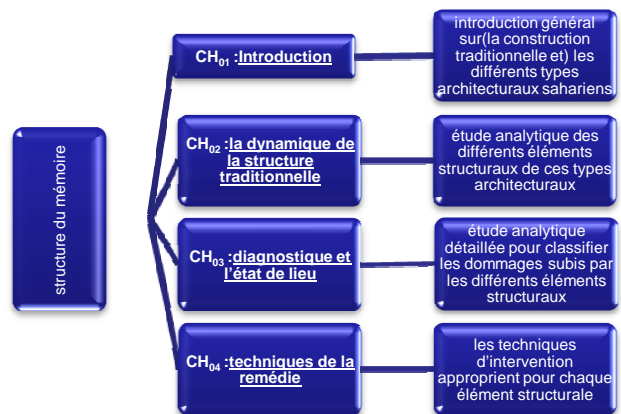 structure du mémoire
CH01 :Introduction
introduction général
sur(la construction
traditionnelle et) les
différents types
architecturaux sahariens
CH02 :la dynamique de
la structure
traditionnelle
étude analytique des
différents éléments
structuraux de ces types
architecturaux
CH03 :diagnostique et
l'état de lieu
étude analytique
détaillée pour classifier
les dommages subis par
les différents éléments
structuraux
CH04 :techniques de la
remédie
les techniques
d'intervention
approprient pour chaque
élément structurale